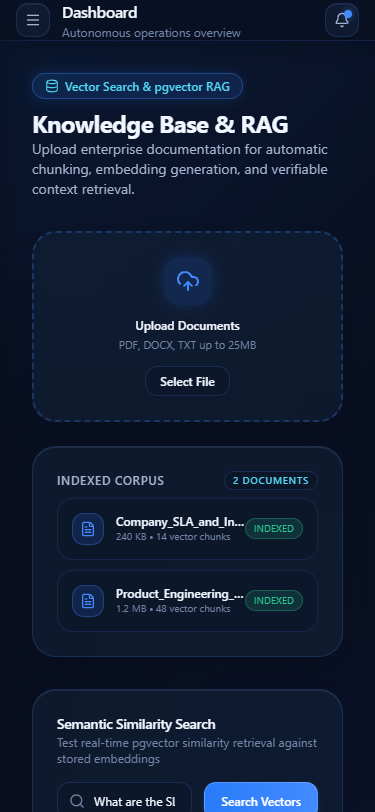 Dashboard
Autonomous operations overview
Vector Search & pgvector RAG
Knowledge Base & RAG
Upload enterprise documentation for automatic
chunking, embedding generation, and verifiable
context retrieval.
Upload Documents
PDF, DOCX, TXT up to 25MB
Select File
INDEXED CORPUS
2 DOCUMENTS
Company_SLA_and_In...
INDEXED
240 KB • 14 vector chunks
Product_Engineering_...
INDEXED
1.2 MB • 48 vector chunks
Semantic Similarity Search
Test real-time pgvector similarity retrieval against
stored embeddings
What are the Sl
Search Vectors